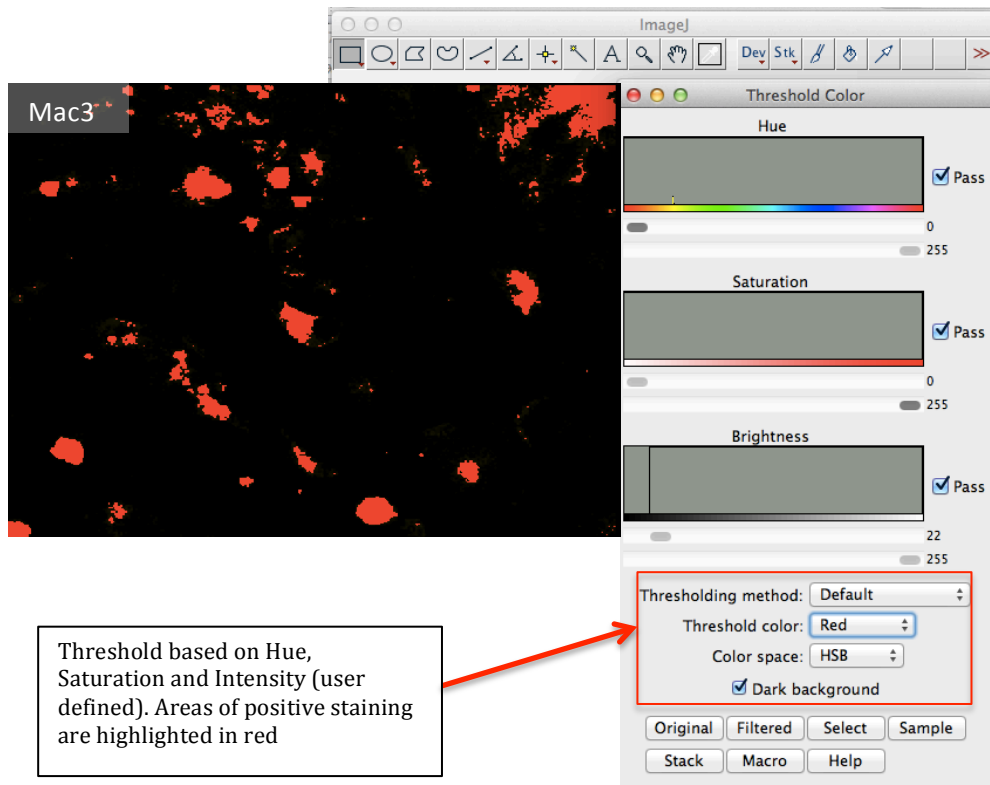 ImageJ
A Dev Stk >>
Mac3
Threshold Color
Hue
Pass
0
255
Saturation
Pass
0
255
Brightness
Pass
22
255
Thresholding method: Default
Threshold color: Red
Color space: HSB
Dark background
Original Filtered Select Sample
Stack Macro Help
Threshold based on Hue,
Saturation and Intensity (user
defined). Areas of positive staining
are highlighted in red